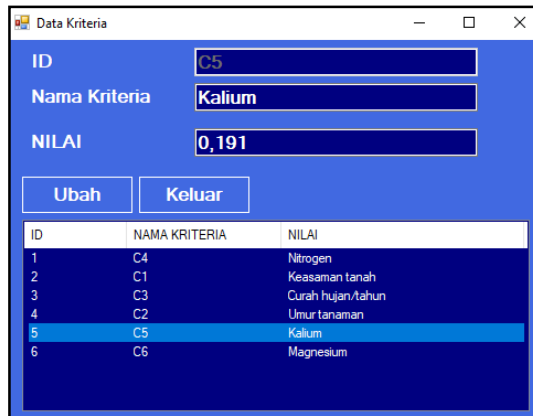 Data Kriteria
ID C5
Nama Kriteria Kalium
NILAI 0,191
Ubah Keluar
ID NAMA KRITERIA NILAI
1 C4 Nitrogen
2 C1 Keasaman tanah
3 C3 Curah hujan/tahun
4 C2 Umur tanaman
5 C5 Kalium
6 C6 Magnesium